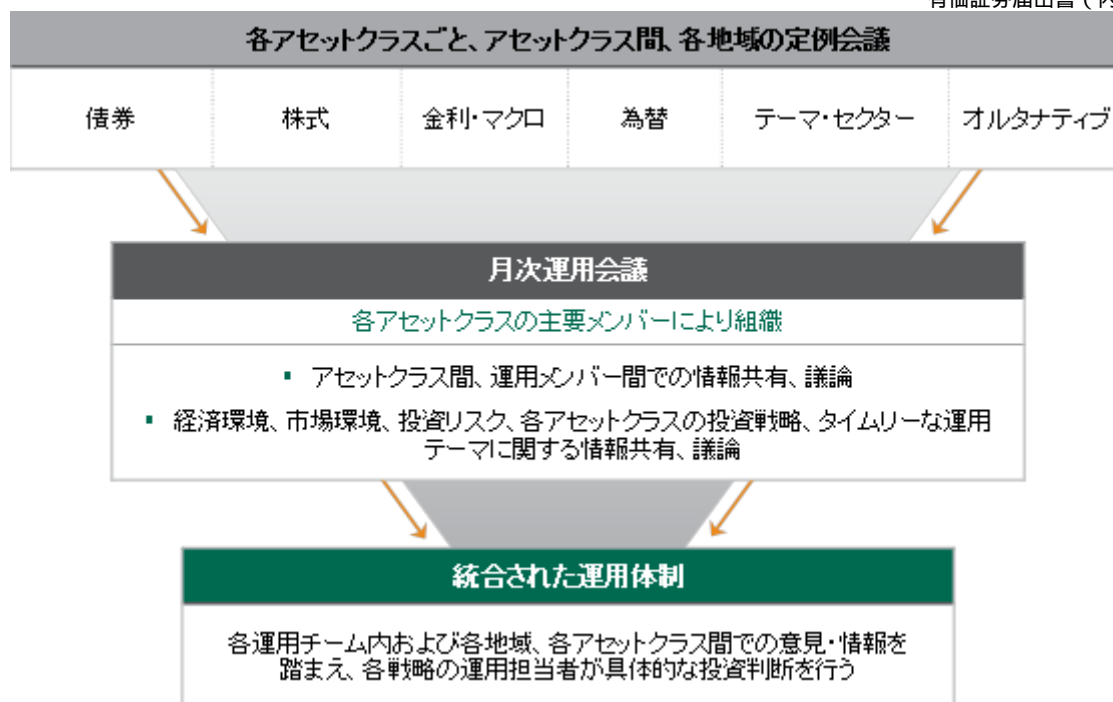 有価証券届出書（内
各アセットクラスごと、アセットクラス間、各地域の定例会議
債券
株式
金利・マクロ
為替
テーマ・セクター
オルタナティブ
月次運用会議
各アセットクラスの主要メンバーにより組織
▪ アセットクラス間、運用メンバー間での情報共有、議論
▪ 経済環境、市場環境、投資リスク、各アセットクラスの投資戦略、タイムリーな運用
テーマに関する情報共有、議論
統合された運用体制
各運用チーム内および各地域、各アセットクラス間での意見・情報を
踏まえ、各戦略の運用担当者が具体的な投資判断を行う